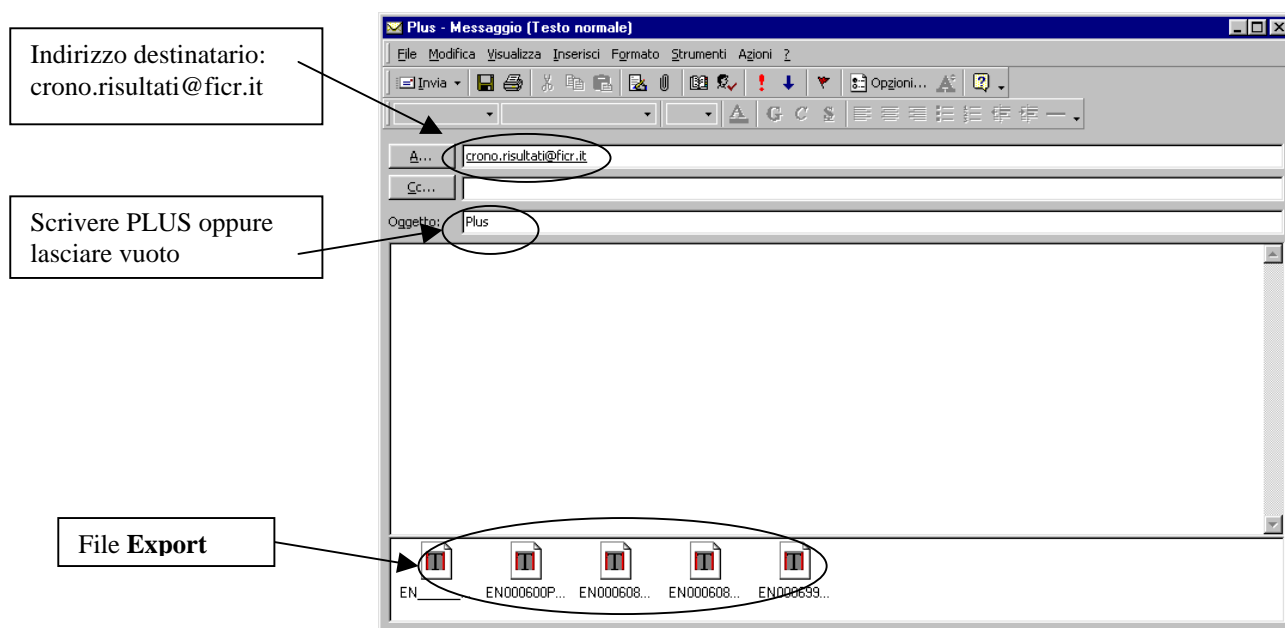 Indirizzo destinatario:
crono.risultati@ficr.it
Scrivere PLUS oppure
lasciare vuoto
File Export
Plus - Messaggio (Testo normale)
File Modifica Visualizza Inserisci Formato Strumenti Azioni ?
Invia Opzioni...
G C S
A... crono.risultati@ficr.it
Cc...
Oggetto: Plus
EN______... EN000600P... EN000608... EN000608... EN000699...